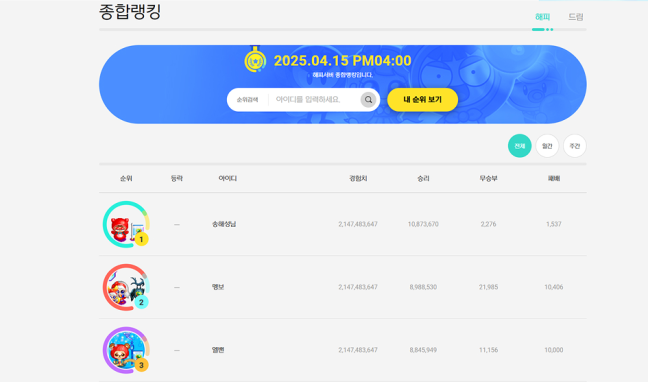 종합랭킹
해피 드림
2025.04.15 PM04:00
해피서버 종합랭킹입니다.
순위검색 아이디를 입력하세요. 내 순위 보기
전체 월간 주간
순위 등락 아이디 경험치 승리 무승부 패배
1 — 송해성님 2,147,483,647 10,873,670 2,276 1,537
2 — 멩보 2,147,483,647 8,988,530 21,985 10,406
3 — 엘밴 2,147,483,647 8,845,949 11,156 10,000